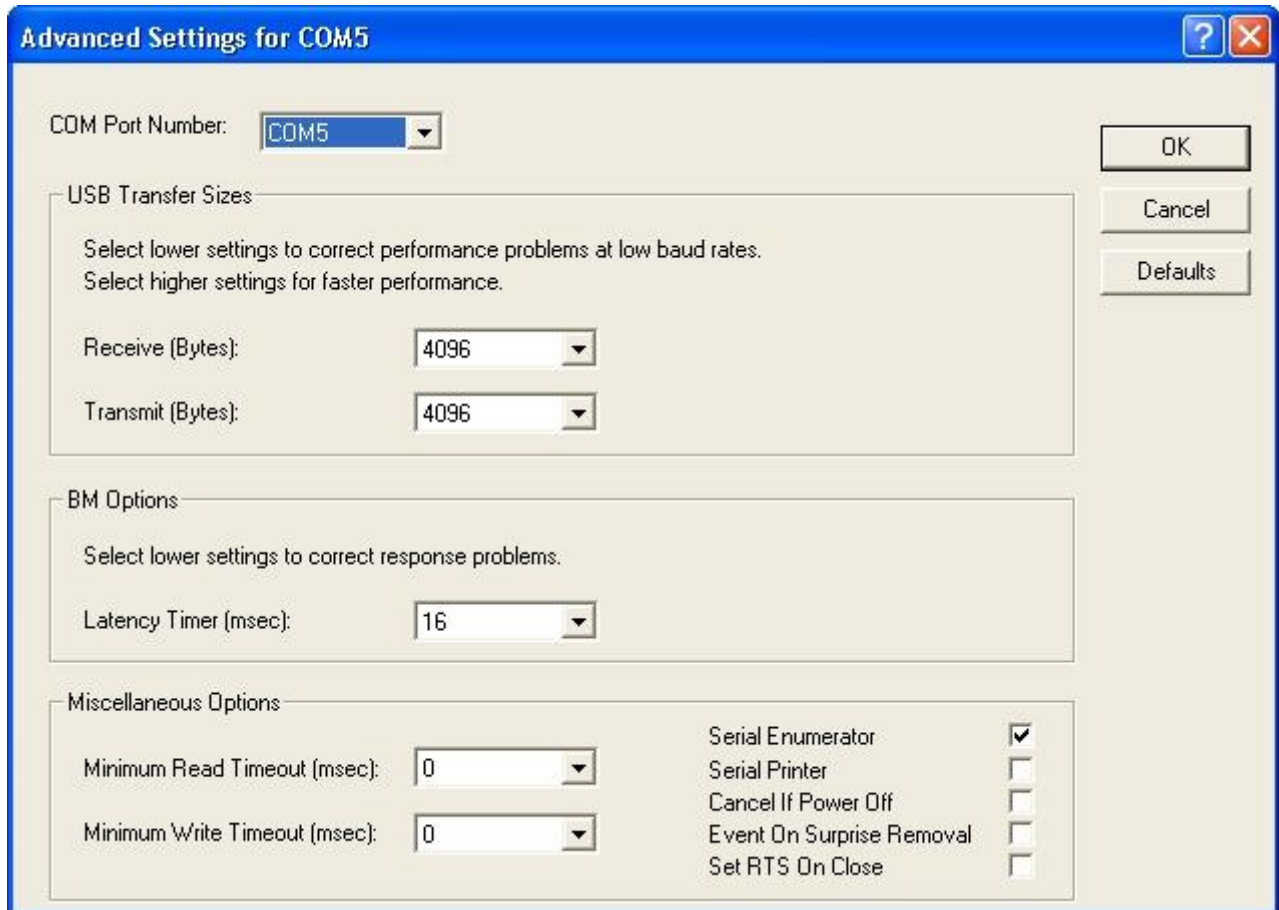 Advanced Settings for COM5
COM Port Number: COM5
OK
Cancel
Defaults
USB Transfer Sizes
Select lower settings to correct performance problems at low baud rates.
Select higher settings for faster performance.
Receive (Bytes): 4096
Transmit (Bytes): 4096
BM Options
Select lower settings to correct response problems.
Latency Timer (msec): 16
Miscellaneous Options
Minimum Read Timeout (msec): 0
Minimum Write Timeout (msec): 0
Serial Enumerator
Serial Printer
Cancel If Power Off
Event On Surprise Removal
Set RTS On Close